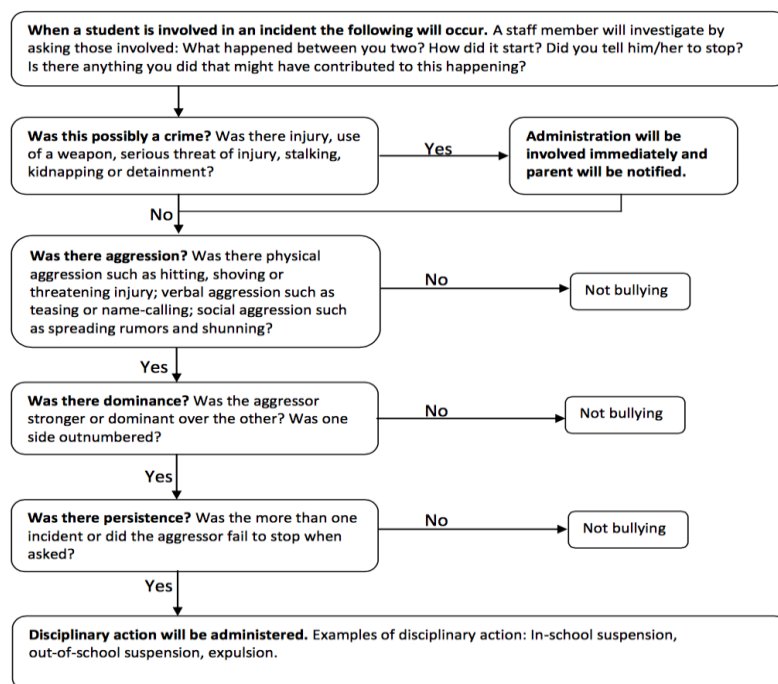 When a student is involved in an incident the following will occur. A staff member will investigate by
asking those involved: What happened between you two? How did it start? Did you tell him/her to stop?
Is there anything you did that might have contributed to this happening?
Was this possibly a crime? Was there injury, use
of a weapon, serious threat of injury, stalking,
kidnapping or detainment?
Yes
Administration will be
involved immediately and
parent will be notified.
No
Was there aggression? Was there physical
aggression such as hitting, shoving or
threatening injury; verbal aggression such as
teasing or name-calling; social aggression such
as spreading rumors and shunning?
No
Not bullying
Yes
Was there dominance? Was the aggressor
stronger or dominant over the other? Was one
side outnumbered?
No
Not bullying
Yes
Was there persistence? Was the more than one
incident or did the aggressor fail to stop when
asked?
No
Not bullying
Yes
Disciplinary action will be administered. Examples of disciplinary action: In-school suspension,
out-of-school suspension, expulsion.